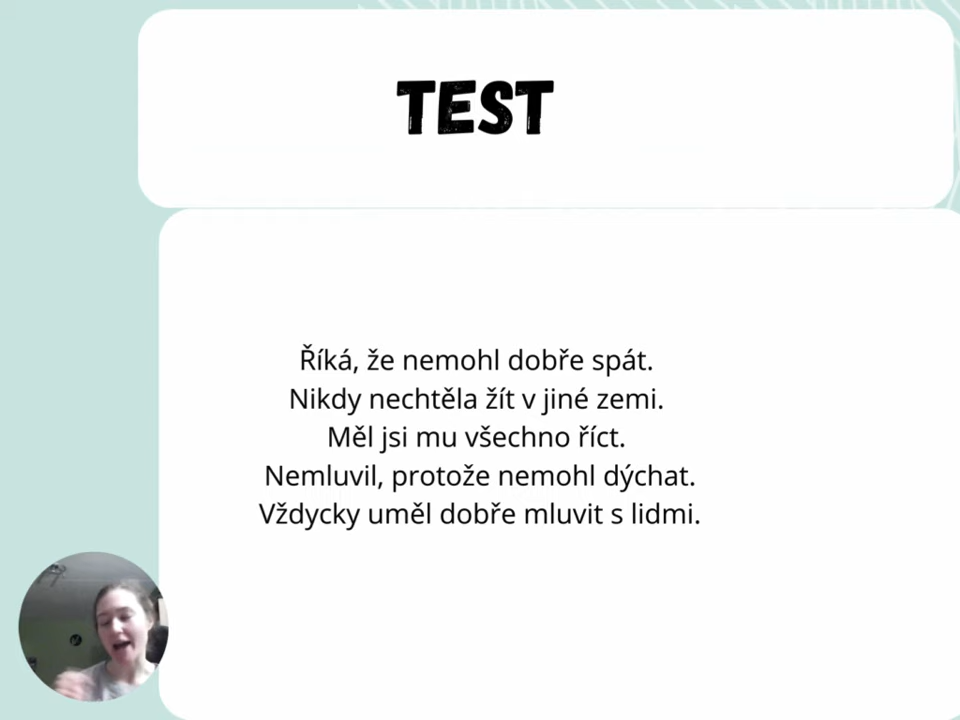 TEST
Říká, že nemohl dobře spát.
Nikdy nechtěla žít v jiné zemi.
Měl jsi mu všechno říct.
Nemluvil, protože nemohl dýchat.
Vždycky uměl dobře mluvit s lidmi.